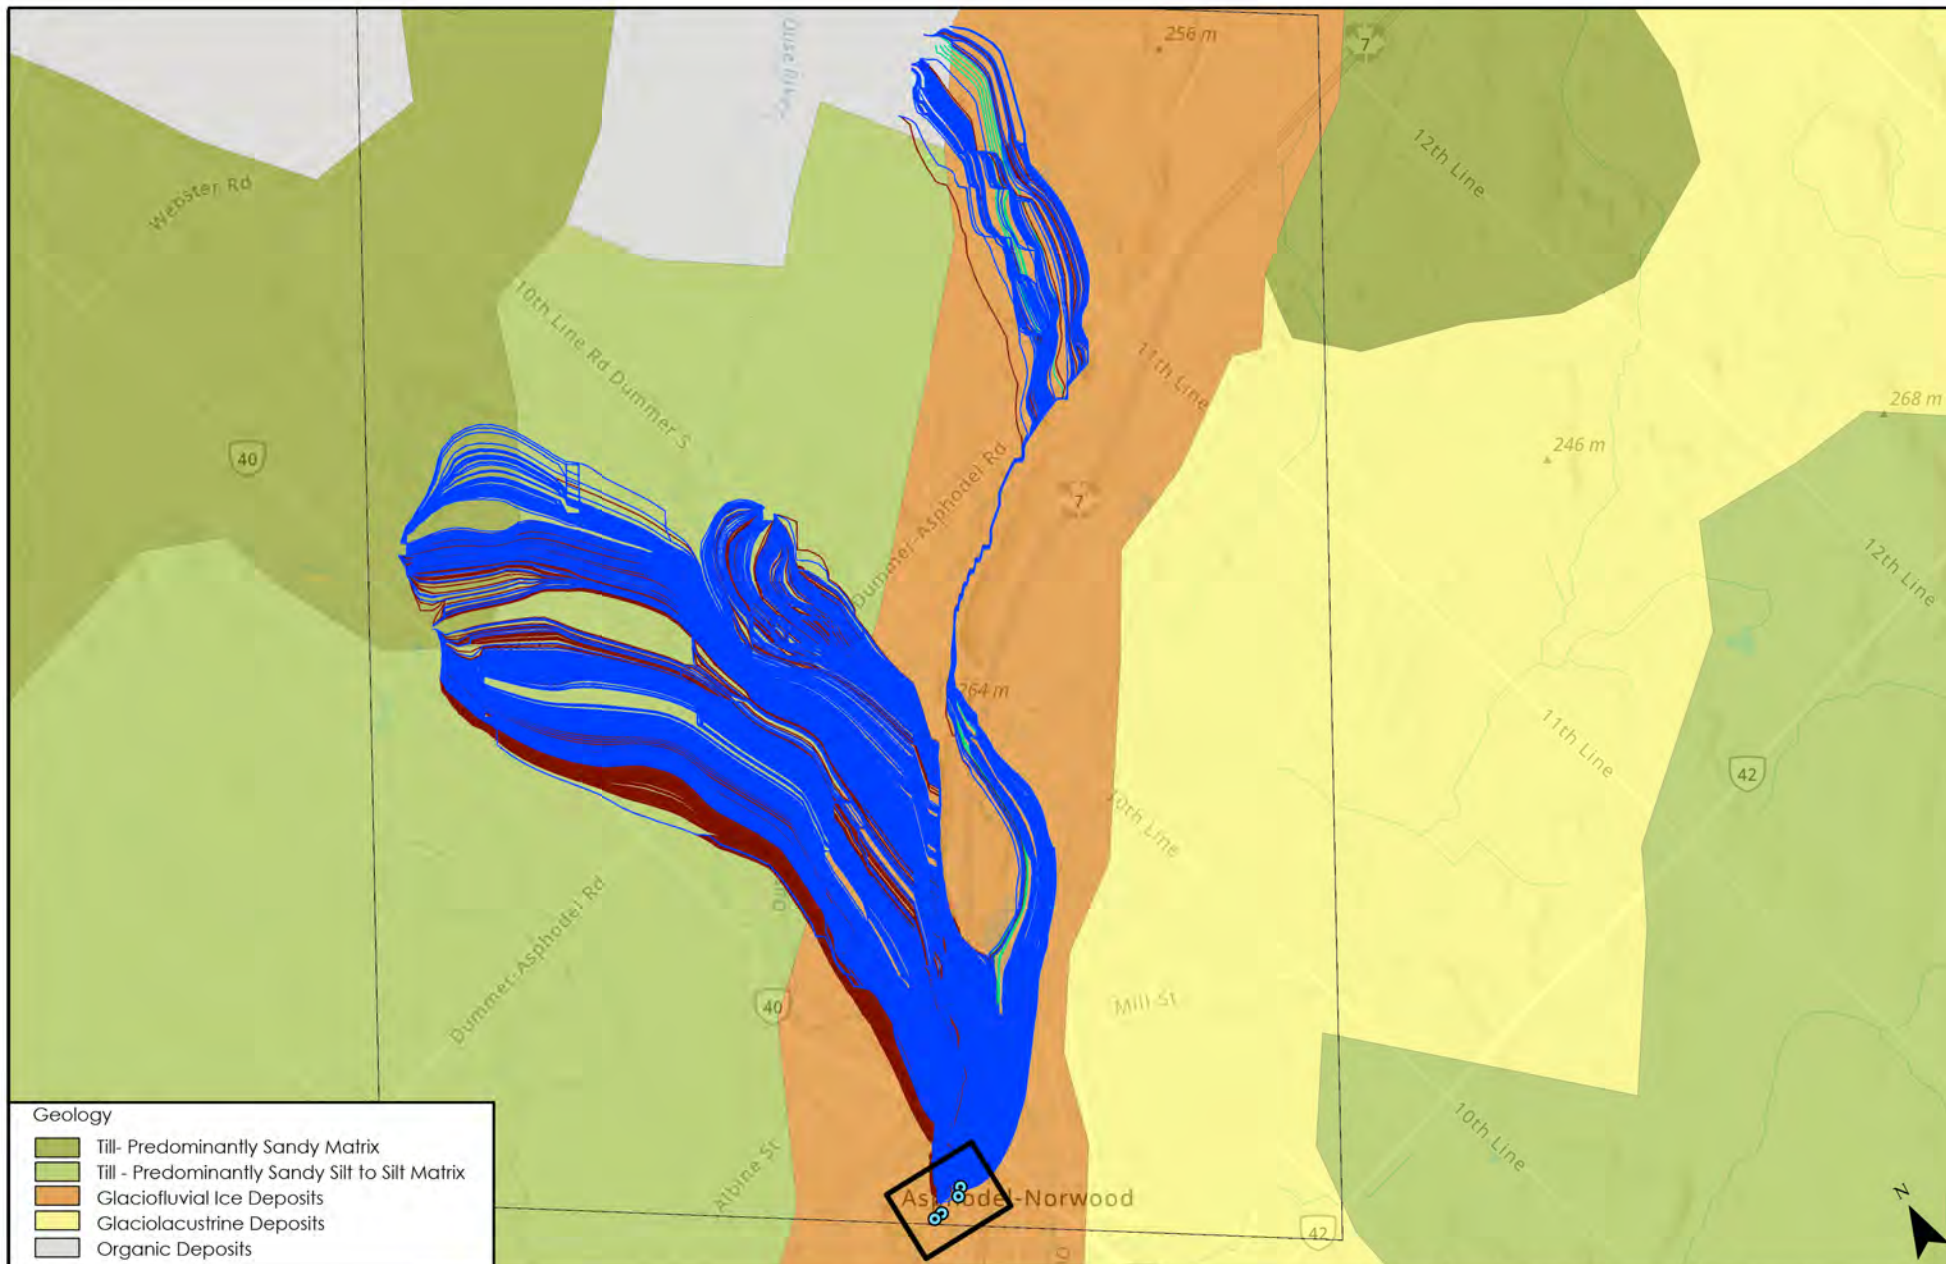 256 m
7
12th Line
Webster Rd
10th Line Rd Dummer S
11th Line
268 m
246 m
40
Dummer-Asphodel Rd
7
12th Line
264 m
11th Line
42
10th Line
Dummer-Asphodel Rd
40
Mill St
10th Line
Albine St
Asphodel-Norwood
42
N
Geology
Till- Predominantly Sandy Matrix
Till - Predominantly Sandy Silt to Silt Matrix
Glaciofluvial Ice Deposits
Glaciolacustrine Deposits
Organic Deposits